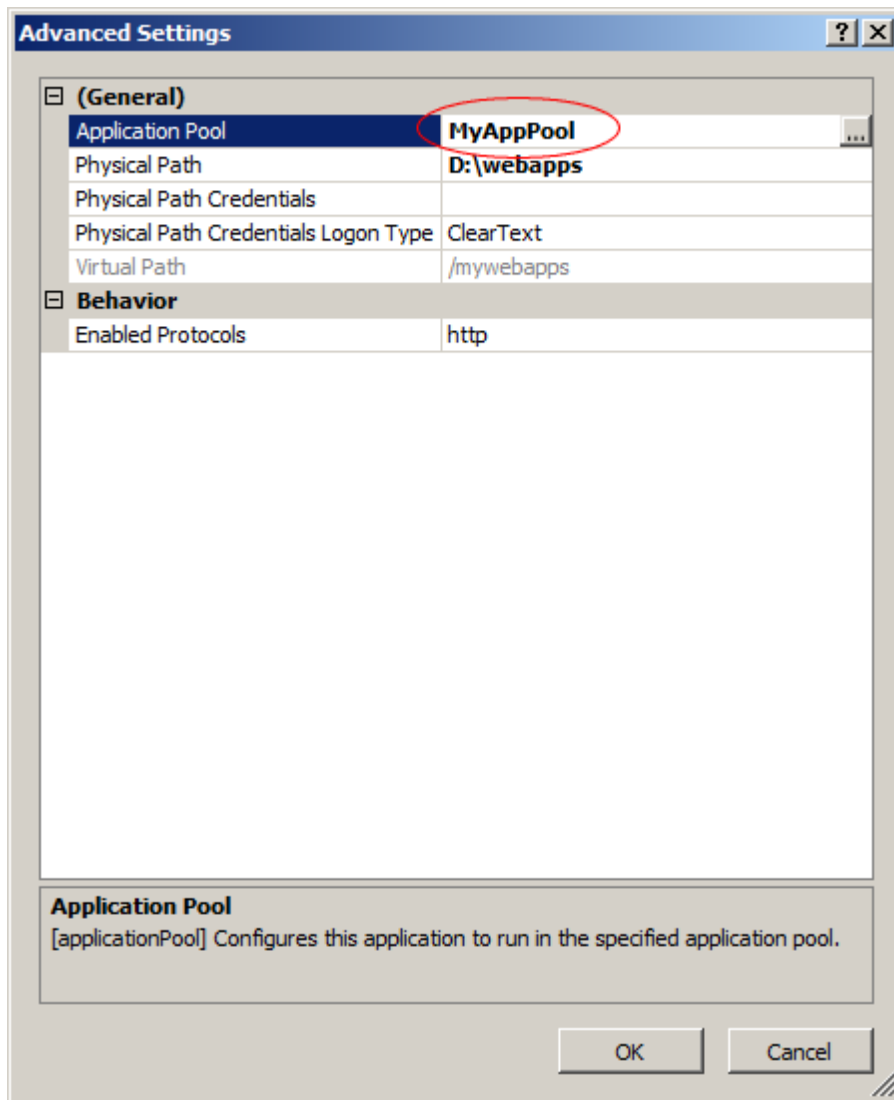 Advanced Settings
(General)
Application Pool MyAppPool ...
Physical Path D:\webapps
Physical Path Credentials
Physical Path Credentials Logon Type ClearText
Virtual Path /mywebapps
Behavior
Enabled Protocols http
Application Pool
[applicationPool] Configures this application to run in the specified application pool.
OK Cancel